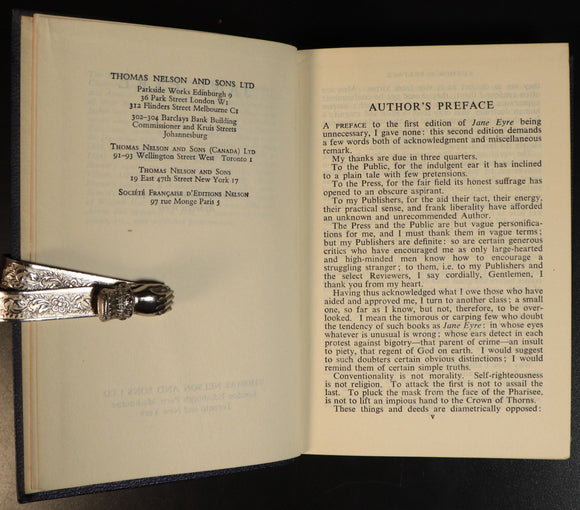 THOMAS NELSON AND SONS LTD
Parkside Works Edinburgh 9
36 Park Street London W1
312 Flinders Street Melbourne C1
302-304 Barclays Bank Building
Commissioner and Kruis Streets
Johannesburg
THOMAS NELSON AND SONS (CANADA) LTD
91-93 Wellington Street West Toronto 1
THOMAS NELSON AND SONS
19 East 47th Street New York 17
SOCIÉTÉ FRANÇAISE D'EDITIONS NELSON
97 rue Monge Paris 5
AUTHOR'S PREFACE
A PREFACE to the first edition of Jane Eyre being
unnecessary, I gave none: this second edition demands
a few words both of acknowledgment and miscellaneous
remark.
My thanks are due in three quarters.
To the Public, for the indulgent ear it has inclined
to a plain tale with few pretensions.
To the Press, for the fair field its honest suffrage has
opened to an obscure aspirant.
To my Publishers, for the aid their tact, their energy,
their practical sense, and frank liberality have afforded
an unknown and unrecommended Author.
The Press and the Public are but vague personifica-
tions for me, and I must thank them in vague terms;
but my Publishers are definite: so are certain generous
critics who have encouraged me as only large-hearted
and high-minded men know how to encourage a
struggling stranger; to them, i.e. to my Publishers and
the select Reviewers, I say cordially, Gentlemen, I
thank you from my heart.
Having thus acknowledged what I owe those who have
aided and approved me, I turn to another class; a small
one, so far as I know, but not, therefore, to be over-
looked. I mean the timorous or carping few who doubt
the tendency of such books as Jane Eyre: in whose eyes
whatever is unusual is wrong; whose ears detect in each
protest against bigotry—that parent of crime—an insult
to piety, that regent of God on earth. I would suggest
to such doubters certain obvious distinctions; I would
remind them of certain simple truths.
Conventionality is not morality. Self-righteousness
is not religion. To attack the first is not to assail the
last. To pluck the mask from the face of the Pharisee,
is not to lift an impious hand to the Crown of Thorns.
These things and deeds are diametrically opposed:
v